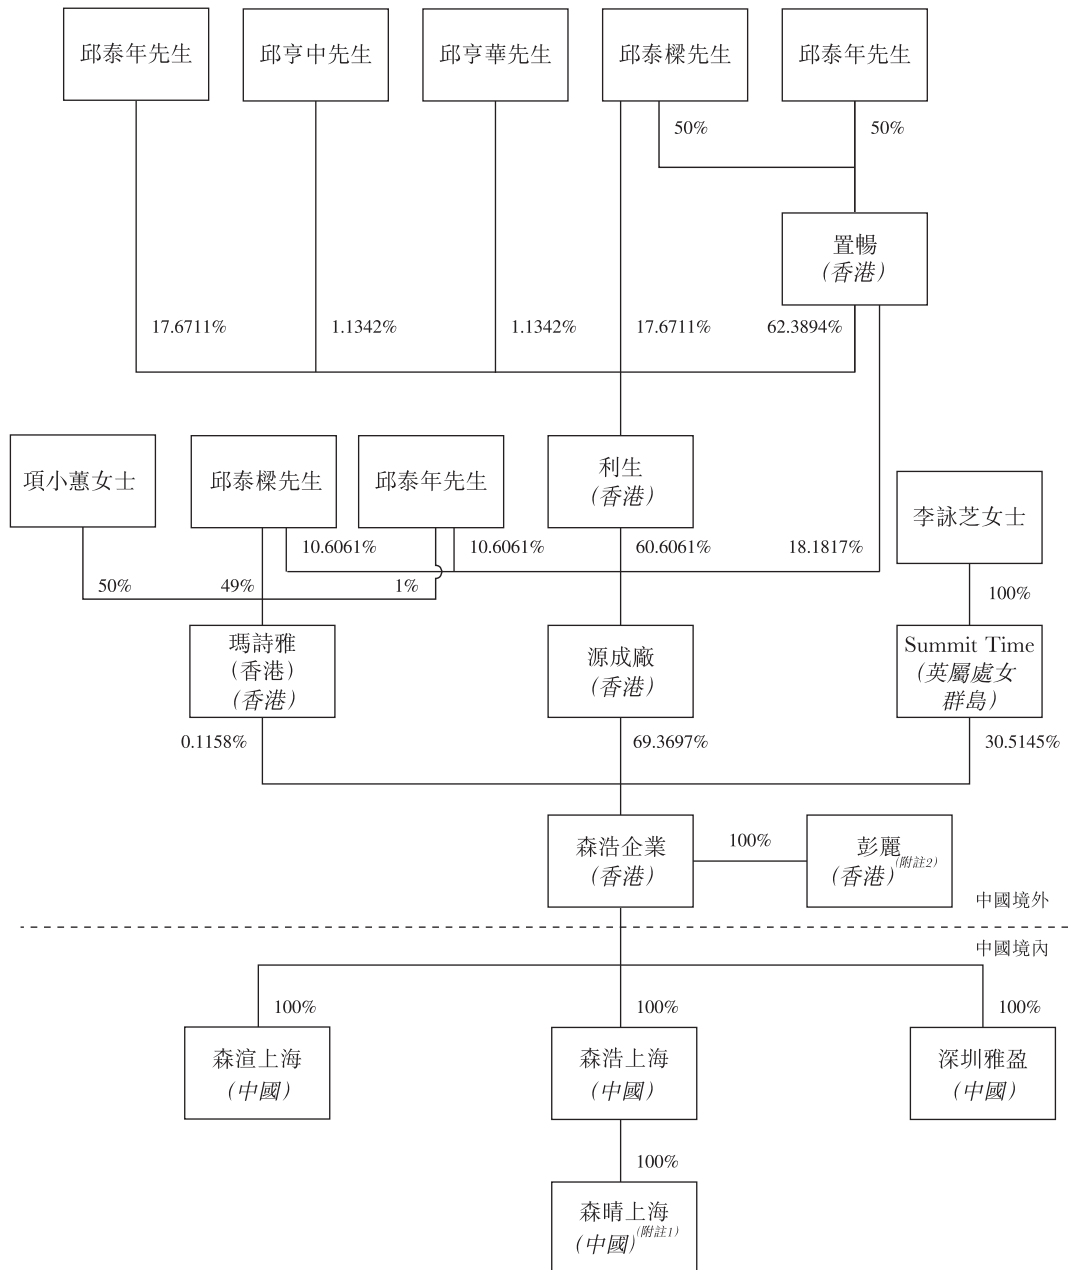 邱泰年先生
邱亨中先生
邱亨華先生
邱泰樑先生
邱泰年先生
50%
50%
置暢
(香港)
17.6711%
1.1342%
1.1342%
17.6711%
62.3894%
項小蕙女士
邱泰樑先生
邱泰年先生
利生
(香港)
李詠芝女士
10.6061%
10.6061%
60.6061%
18.1817%
50%
49%
1%
100%
瑪詩雅
(香港)
(香港)
源成廠
(香港)
Summit Time
(英屬處女
群島)
0.1158%
69.3697%
30.5145%
森浩企業
(香港)
100%
彭麗
(香港)(附註2)
中國境外
中國境內
100%
100%
100%
森渲上海
(中國)
森浩上海
(中國)
深圳雅盈
(中國)
100%
森晴上海
(中國)(附註1)